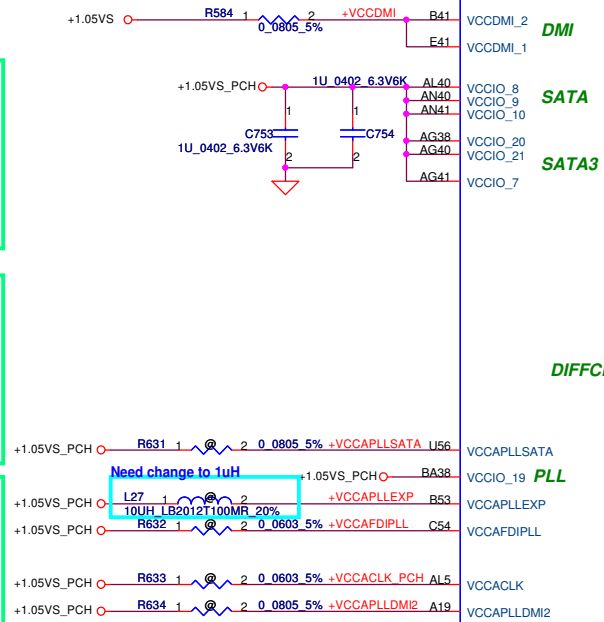 +1.05VS R584 1 2 +VCCDMI B41 VCCDMI_2 DMI
0_0805_5%
E41 VCCDMI_1
+1.05VS_PCH 1U_0402_6.3V6K AL40 VCCIO_8
AN40 VCCIO_9 SATA
AN41 VCCIO_10
1 1
C753 C754
1U_0402_6.3V6K
2 2
AG38 VCCIO_20
AG40 VCCIO_21 SATA3
AG41 VCCIO_7
DIFFCL
+1.05VS_PCH R631 1 @ 2 0_0805_5% +VCCAPLLSATA U56 VCCAPLLSATA
Need change to 1uH
+1.05VS_PCH BA38 VCCIO_19 PLL
+1.05VS_PCH L27 1 @ 2 +VCCAPLLEXP B53 VCCAPLLEXP
10UH_LB2012T100MR_20%
+1.05VS_PCH R632 1 @ 2 0_0603_5% +VCCAFDIPLL C54 VCCAFDIPLL
+1.05VS_PCH R633 1 @ 2 0_0603_5% +VCCACLK_PCH AL5 VCCACLK
+1.05VS_PCH R634 1 @ 2 0_0805_5% +VCCAPLLDMI2 A19 VCCAPLLDMI2